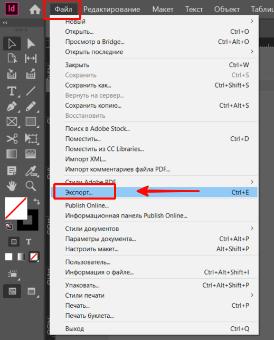 Id Файл Редактирование Макет Текст Объект Таблиц
Новый
Открыть... Ctrl+O
Просмотр в Bridge... Ctrl+Alt+O
Открыть последние
Закрыть Ctrl+W
Сохранить Ctrl+S
Сохранить как... Ctrl+Shift+S
Вернуть на сервер...
Сохранить копию... Ctrl+Alt+S
Восстановить
Поиск в Adobe Stock...
Поместить... Ctrl+D
Поместить из CC Libraries...
Импорт XML...
Импорт комментариев файла PDF...
Стили Adobe PDF
Экспорт... Ctrl+E
Publish Online...
Информационная панель Publish Online...
Стили документов
Параметры документа... Ctrl+Alt+P
Настроить макет... Alt+Shift+P
Пользователь...
Информация о файле... Ctrl+Alt+Shift+I
Упаковать... Ctrl+Alt+Shift+P
Стили печати
Печать... Ctrl+P
Печать буклета...
Выход Ctrl+Q